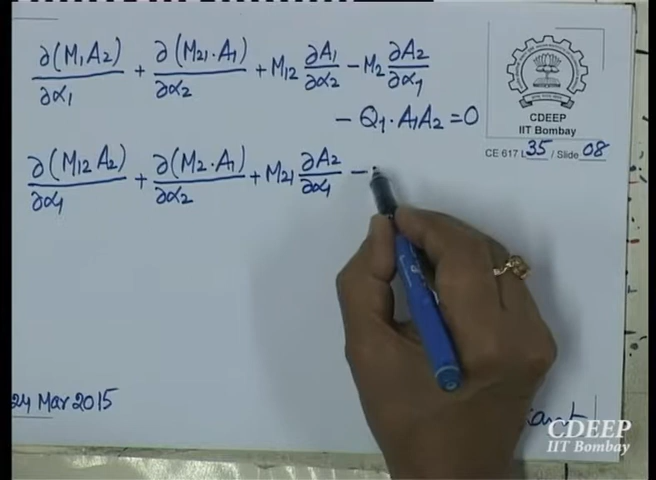 ∂(M₁A₂)/∂α₁ + ∂(M₂₁·A₁)/∂α₂ + M₁₂ ∂A₁/∂α₂ − M₂ ∂A₂/∂α₁
− Q₁·A₁A₂ = 0
CDEEP
IIT Bombay
CE 617 L 35 / Slide 08
∂(M₁₂A₂)/∂α₁ + ∂(M₂·A₁)/∂α₂ + M₂₁ ∂A₂/∂α₁ −
24 Mar 2015
CDEEP
IIT Bombay